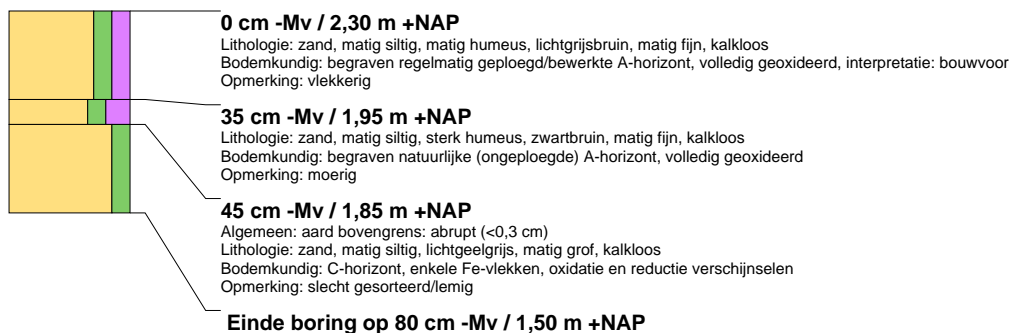 0 cm -Mv / 2,30 m +NAP
Lithologie: zand, matig siltig, matig humeus, lichtgrijsbruin, matig fijn, kalkloos
Bodemkundig: begraven regelmatig geploegd/bewerkte A-horizont, volledig geoxideerd, interpretatie: bouwvoor
Opmerking: vlekkerig
35 cm -Mv / 1,95 m +NAP
Lithologie: zand, matig siltig, sterk humeus, zwartbruin, matig fijn, kalkloos
Bodemkundig: begraven natuurlijke (ongeploegde) A-horizont, volledig geoxideerd
Opmerking: moerig
45 cm -Mv / 1,85 m +NAP
Algemeen: aard bovengrens: abrupt (<0,3 cm)
Lithologie: zand, matig siltig, lichtgeelgrijs, matig grof, kalkloos
Bodemkundig: C-horizont, enkele Fe-vlekken, oxidatie en reductie verschijnselen
Opmerking: slecht gesorteerd/lemig
Einde boring op 80 cm -Mv / 1,50 m +NAP